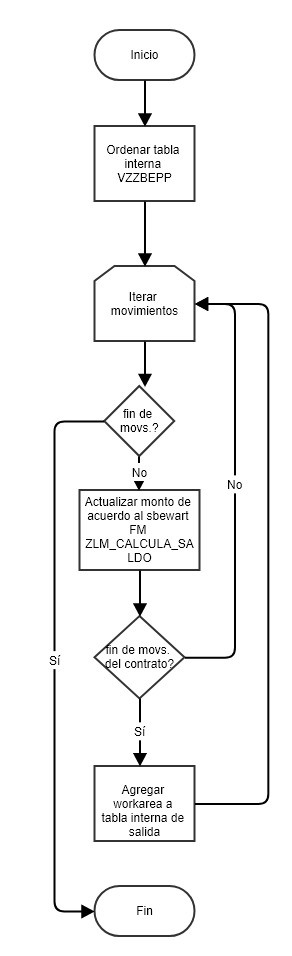 Inicio
Ordenar tabla
interna
VZZBEPP
Iterar
movimientos
fin de
movs.?
No
Actualizar monto de
acuerdo al sbewart
FM
ZLM_CALCULA_SA
LDO
No
fin de movs.
del contrato?
Sí
Sí
Agregar
workarea a
tabla interna de
salida
Fin